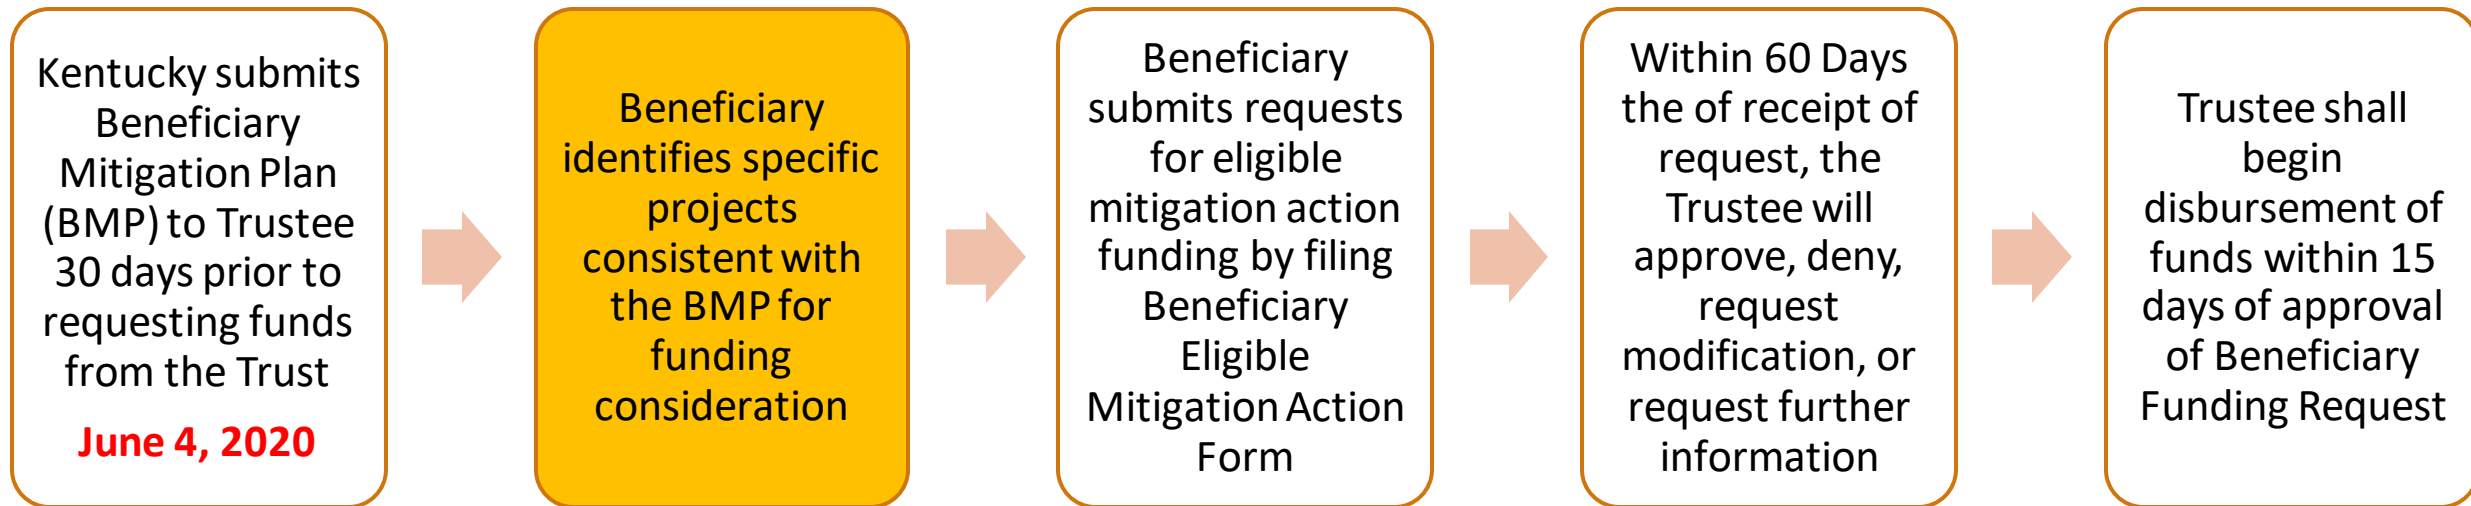 Kentucky submits
Beneficiary
Mitigation Plan
(BMP) to Trustee
30 days prior to
requesting funds
from the Trust
June 4, 2020
Beneficiary
identifies specific
projects
consistent with
the BMP for
funding
consideration
Beneficiary
submits requests
for eligible
mitigation action
funding by filing
Beneficiary
Eligible
Mitigation Action
Form
Within 60 Days
the of receipt of
request, the
Trustee will
approve, deny,
request
modification, or
request further
information
Trustee shall
begin
disbursement of
funds within 15
days of approval
of Beneficiary
Funding Request